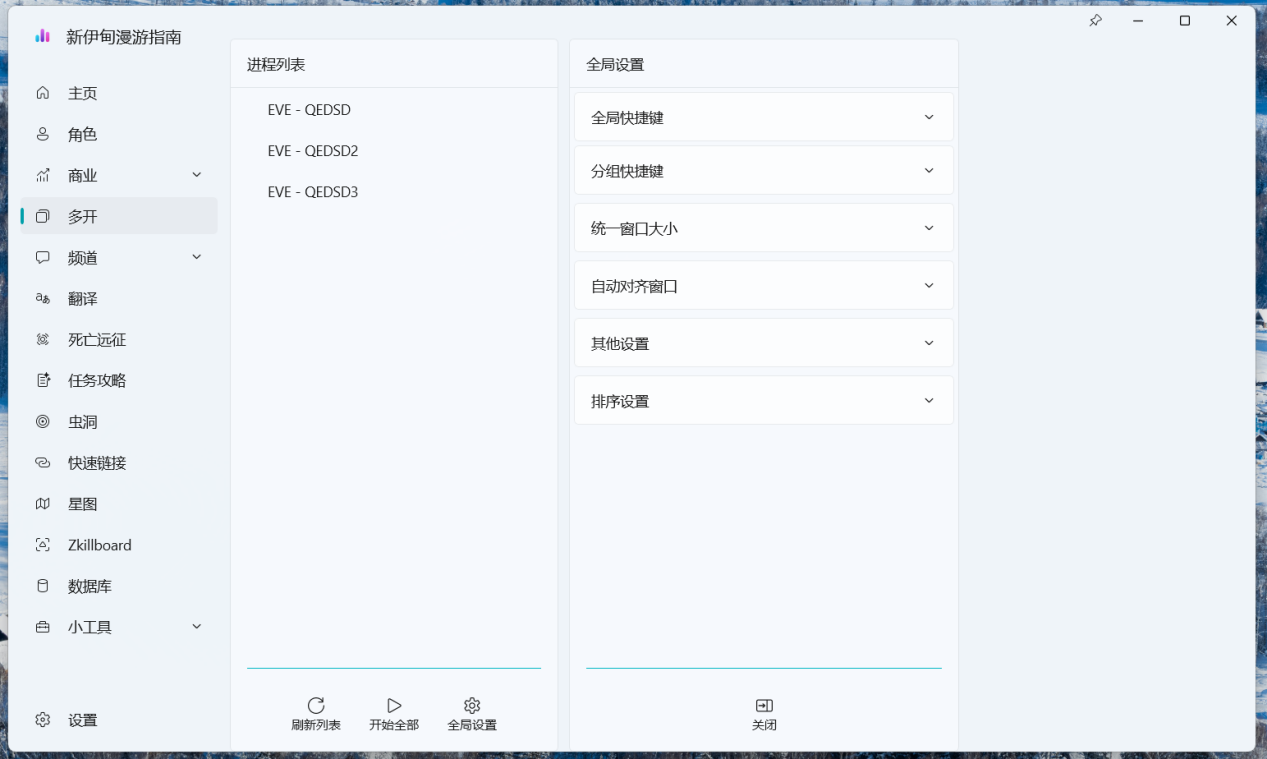 新伊甸漫游指南
主页
角色
商业
多开
频道
翻译
死亡远征
任务攻略
虫洞
快速链接
星图
Zkillboard
数据库
小工具
设置
进程列表
EVE - QEDSD
EVE - QEDSD2
EVE - QEDSD3
刷新列表
开始全部
全局设置
全局设置
全局快捷键
分组快捷键
统一窗口大小
自动对齐窗口
其他设置
排序设置
关闭